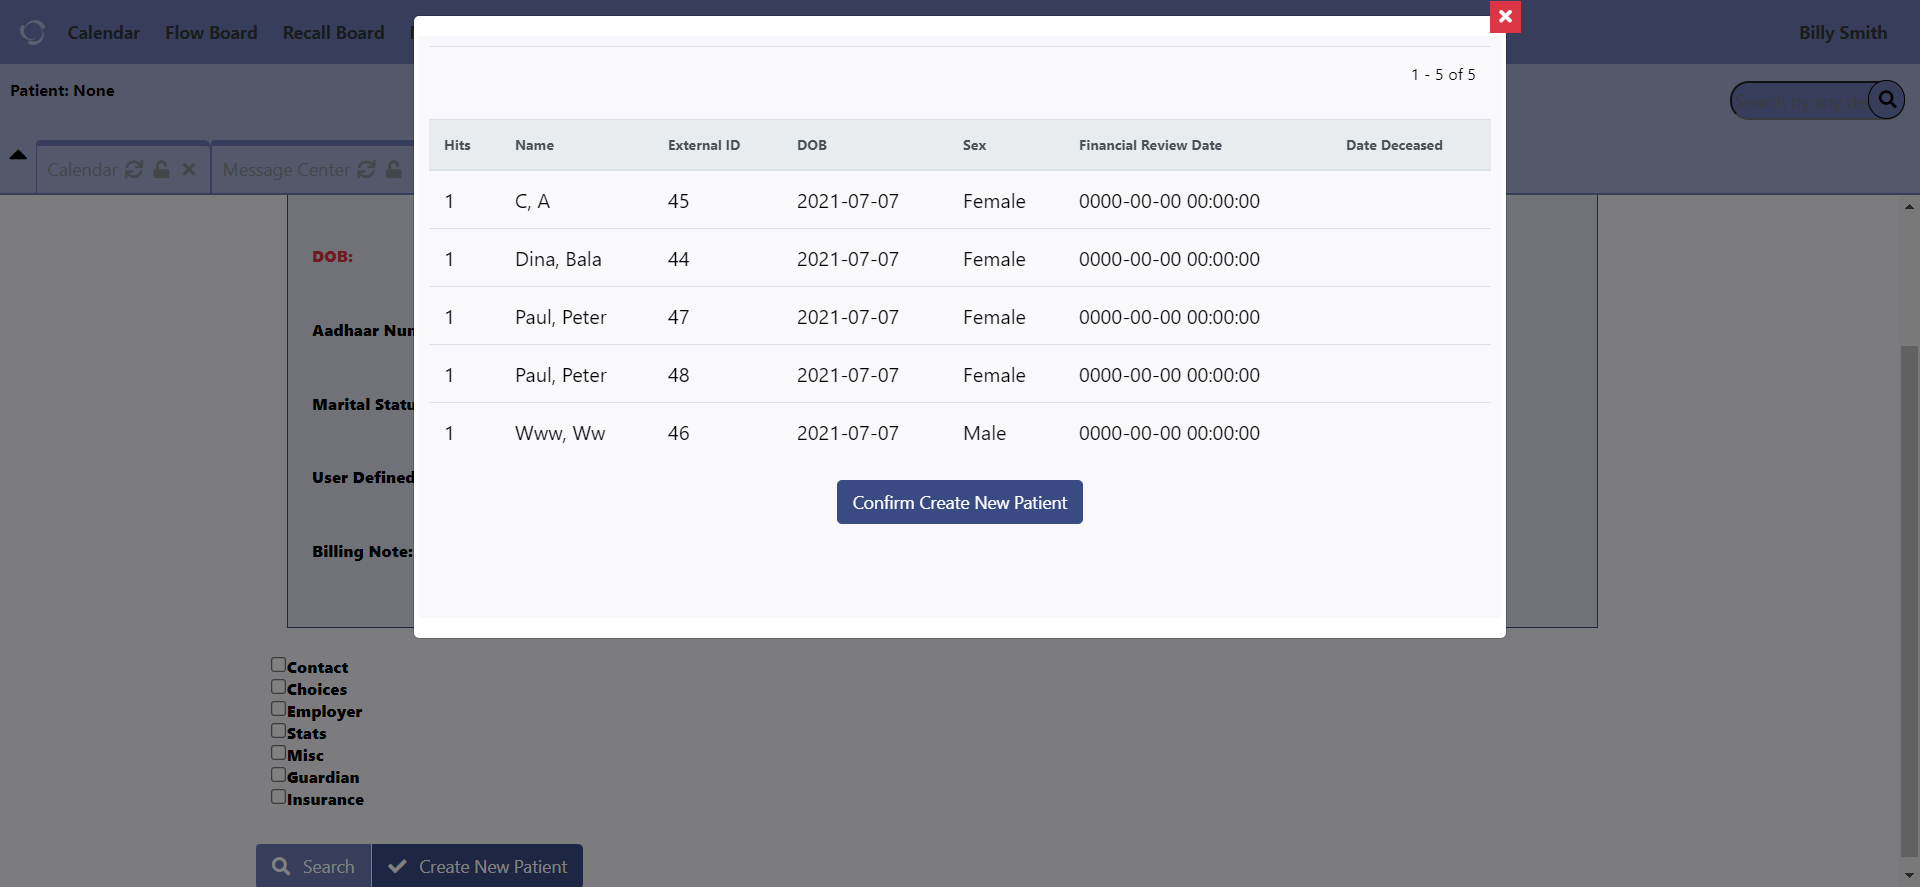 Calendar Flow Board Recall Board
Billy Smith
Patient: None
1 - 5 of 5
Calendar
Message Center
Hits Name External ID DOB Sex Financial Review Date Date Deceased
1 C, A 45 2021-07-07 Female 0000-00-00 00:00:00
1 Dina, Bala 44 2021-07-07 Female 0000-00-00 00:00:00
1 Paul, Peter 47 2021-07-07 Female 0000-00-00 00:00:00
1 Paul, Peter 48 2021-07-07 Female 0000-00-00 00:00:00
1 Www, Ww 46 2021-07-07 Male 0000-00-00 00:00:00
Confirm Create New Patient
DOB:
Aadhaar
Marital
User Defined
Billing Note:
Contact
Choices
Employer
Stats
Misc
Guardian
Insurance
Search
Create New Patient